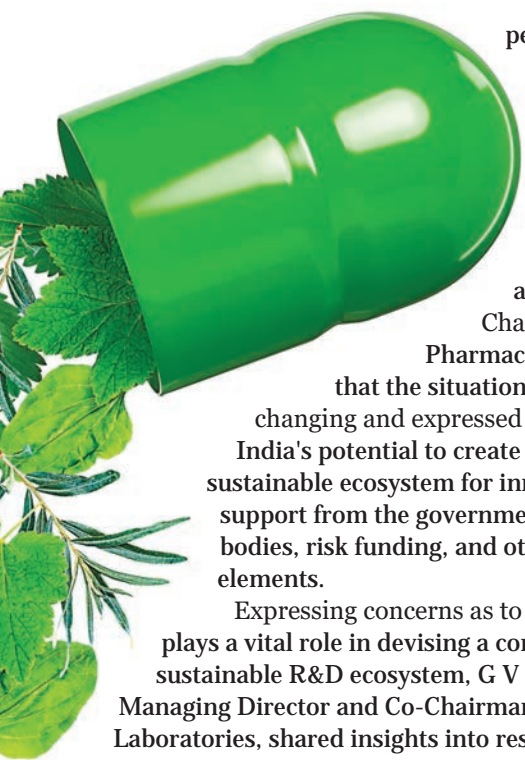 pe
a
Cha
Pharmac
that the situation
changing and expressed
India's potential to create
sustainable ecosystem for inn
support from the governme
bodies, risk funding, and ot
elements.
Expressing concerns as to
plays a vital role in devising a co
sustainable R&D ecosystem, G V
Managing Director and Co-Chairman
Laboratories, shared insights into res